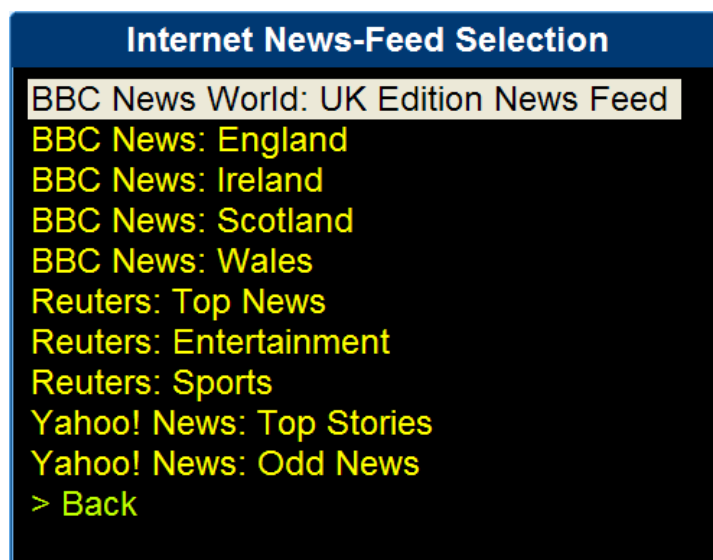 Internet News-Feed Selection
BBC News World: UK Edition News Feed
BBC News: England
BBC News: Ireland
BBC News: Scotland
BBC News: Wales
Reuters: Top News
Reuters: Entertainment
Reuters: Sports
Yahoo! News: Top Stories
Yahoo! News: Odd News
> Back